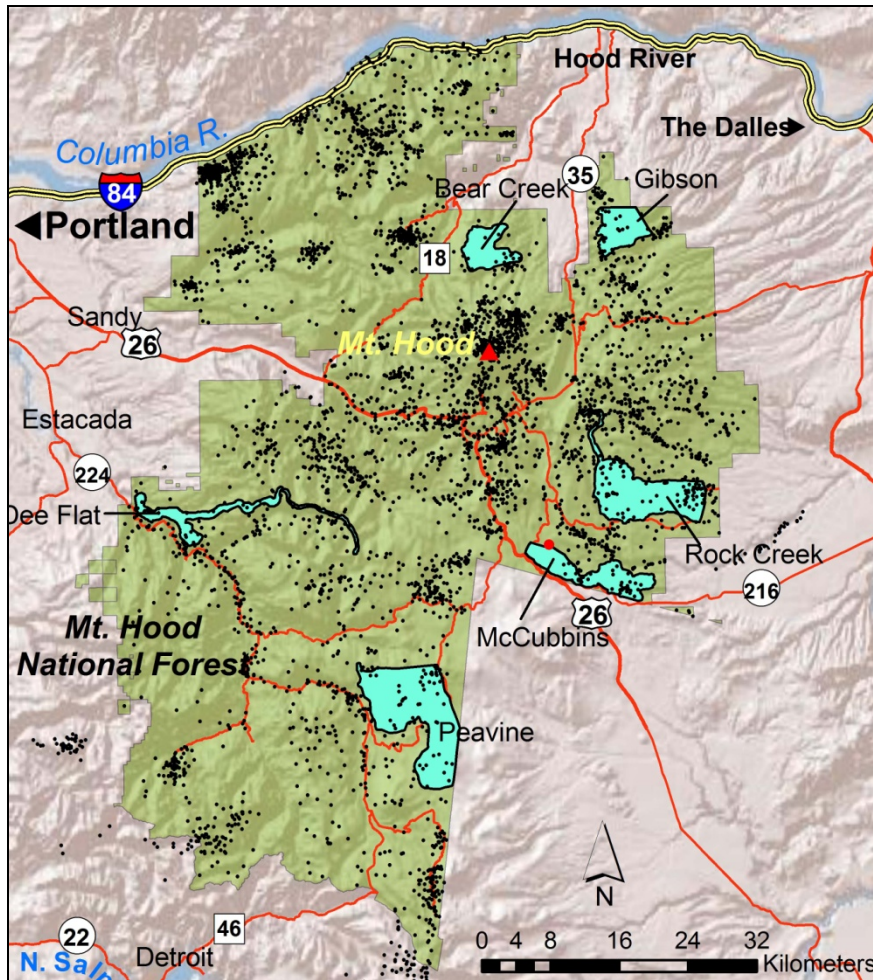 Hood River
The Dalles
Columbia R.
84
35
Bear Creek
Gibson
Portland
18
Sandy
26
Mt. Hood
Estacada
224
Dee Flat
Rock Creek
216
26
McCubbins
Mt. Hood
National Forest
Peavine
N
46
22
Detroit
0 4 8 16 24 32
Kilometers
N. San